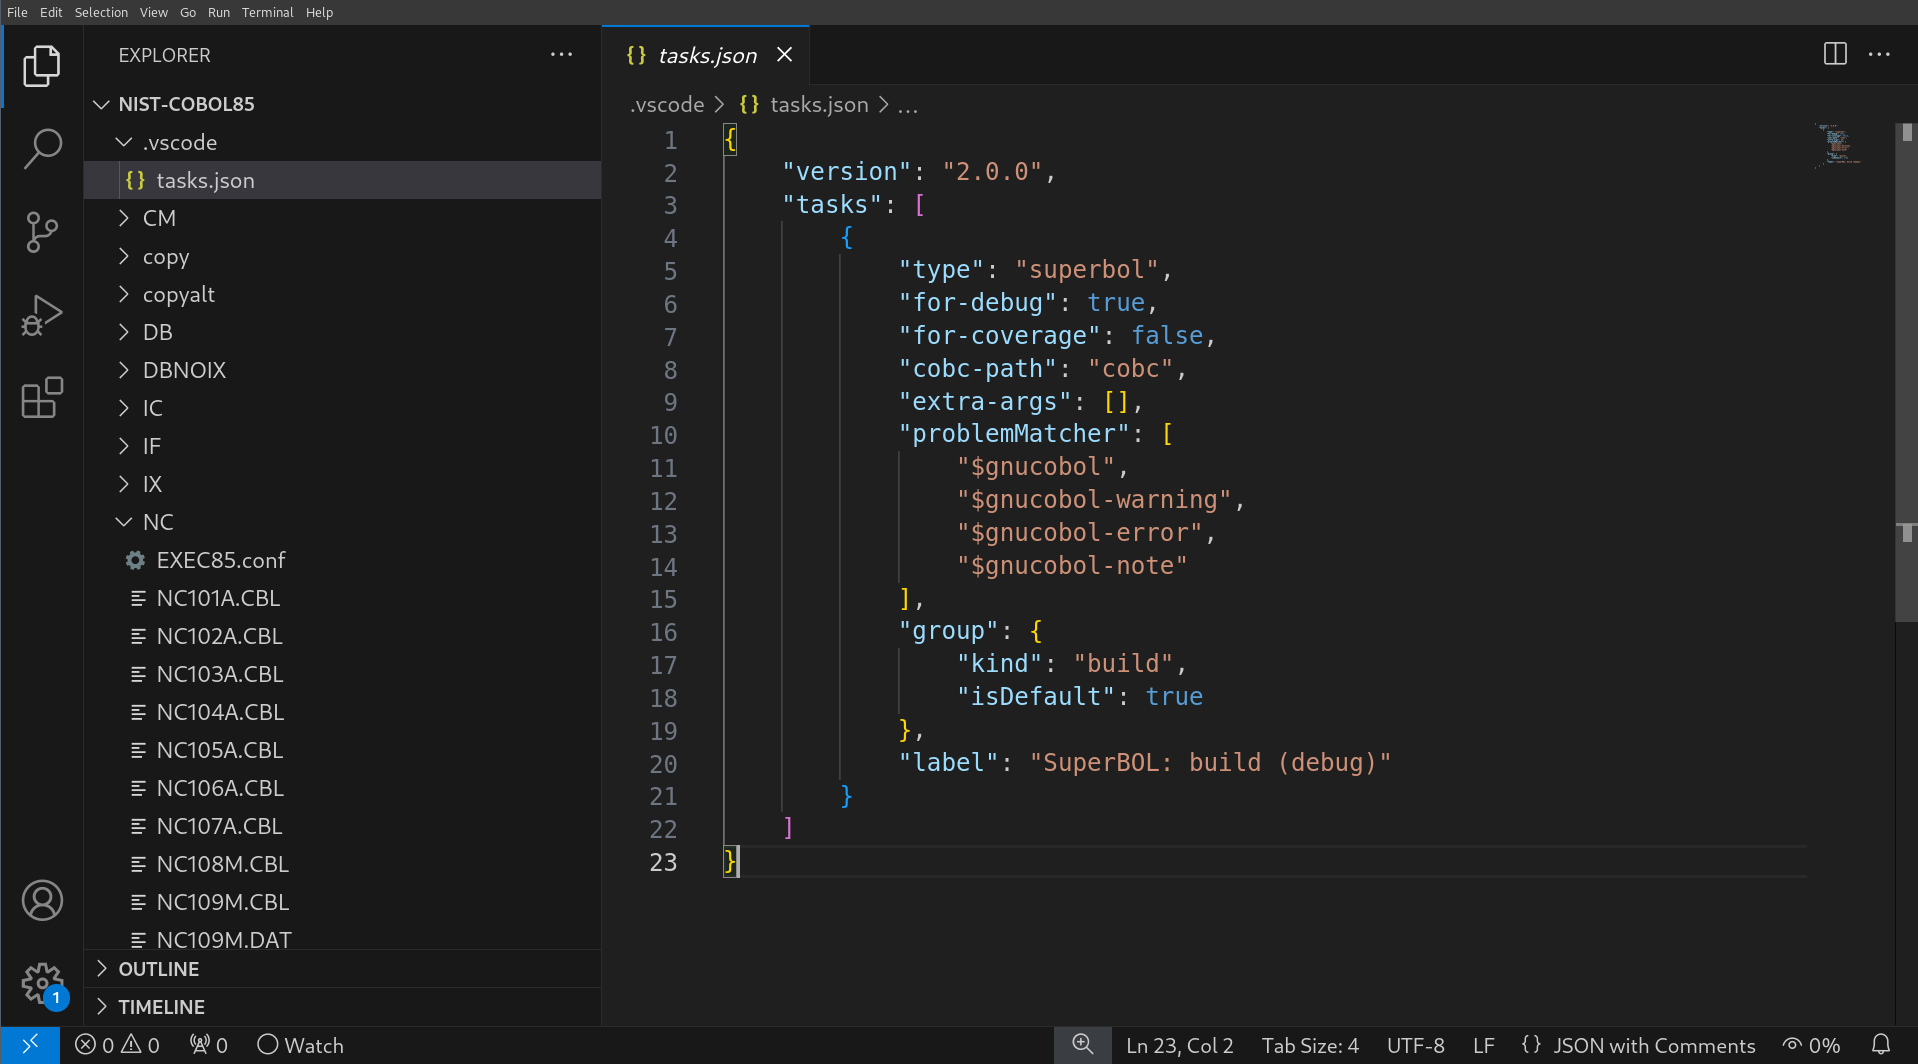 File Edit Selection View Go Run Terminal Help
EXPLORER
NIST-COBOL85
.vscode
tasks.json
CM
copy
copyalt
DB
DBNOIX
IC
IF
IX
NC
EXEC85.conf
NC101A.CBL
NC102A.CBL
NC103A.CBL
NC104A.CBL
NC105A.CBL
NC106A.CBL
NC107A.CBL
NC108M.CBL
NC109M.CBL
NC109M.DAT
OUTLINE
TIMELINE
1
{} tasks.json
.vscode > {} tasks.json > ...
1 {
2     "version": "2.0.0",
3     "tasks": [
4         {
5             "type": "superbol",
6             "for-debug": true,
7             "for-coverage": false,
8             "cobc-path": "cobc",
9             "extra-args": [],
10             "problemMatcher": [
11                 "$gnucobol",
12                 "$gnucobol-warning",
13                 "$gnucobol-error",
14                 "$gnucobol-note"
15             ],
16             "group": {
17                 "kind": "build",
18                 "isDefault": true
19             },
20             "label": "SuperBOL: build (debug)"
21         }
22     ]
23 }
0 0 0 Watch Ln 23, Col 2 Tab Size: 4 UTF-8 LF {} JSON with Comments 0%